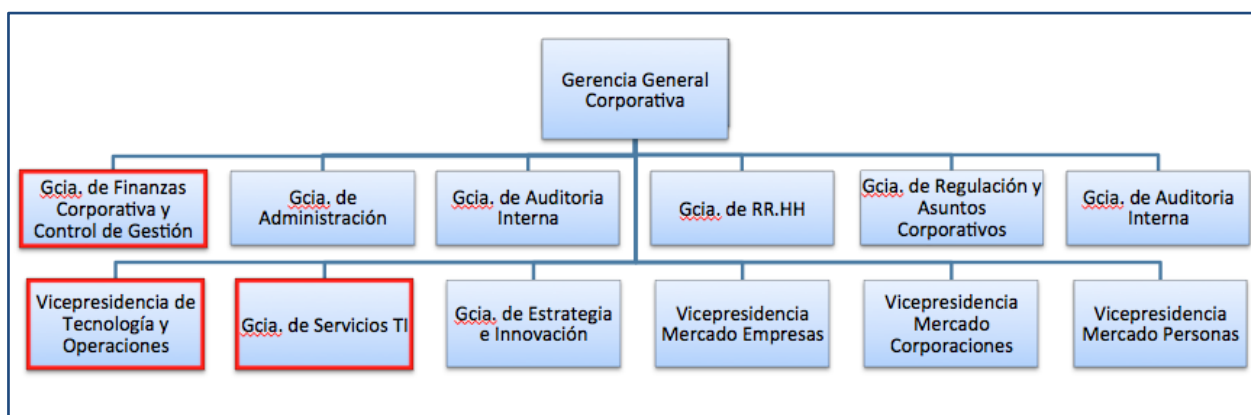 Gerencia General
Corporativa
Gcia. de Finanzas
Corporativa y
Control de Gestión
Gcia. de
Administración
Gcia. de Auditoria
Interna
Gcia. de RR.HH
Gcia. de Regulación y
Asuntos
Corporativos
Gcia. de Auditoria
Interna
Vicepresidencia de
Tecnología y
Operaciones
Gcia. de Servicios TI
Gcia. de Estrategia
e Innovación
Vicepresidencia
Mercado Empresas
Vicepresidencia
Mercado
Corporaciones
Vicepresidencia
Mercado Personas